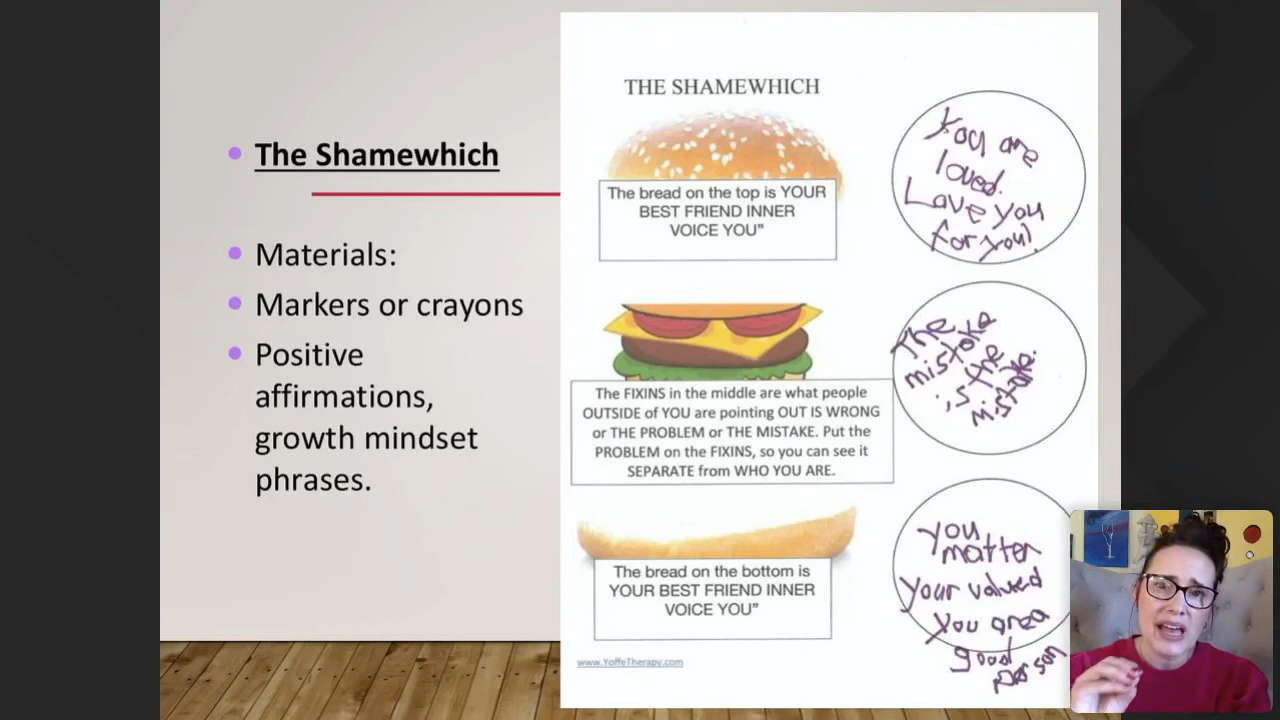 The Shamewhich
Materials:
Markers or crayons
Positive
affirmations,
growth mindset
phrases.
THE SHAMEWHICH
The bread on the top is YOUR
BEST FRIEND INNER
VOICE YOU"
You are
loved.
Love you
for you!
The FIXINS in the middle are what people
OUTSIDE of YOU are pointing OUT IS WRONG
or THE PROBLEM or THE MISTAKE. Put the
PROBLEM on the FIXINS, so you can see it
SEPARATE from WHO YOU ARE.
The
mistake
is the
mistake.
The bread on the bottom is
YOUR BEST FRIEND INNER
VOICE YOU"
you
matter
your valued
you area
good
person
www.YoffeTherapy.com